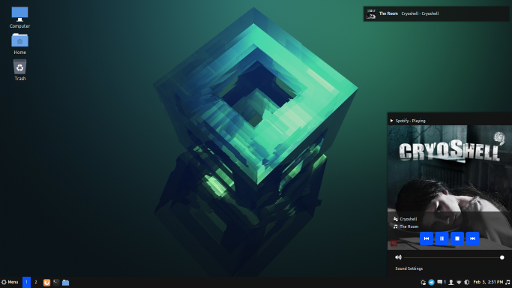 Computer
Home
Trash
The Room Cryoshell - Cryoshell
Spotify - Playing
CRYOSHELL
Cryoshell
The Room
Sound Settings
Menu 1 2
Feb 5, 2:51 PM